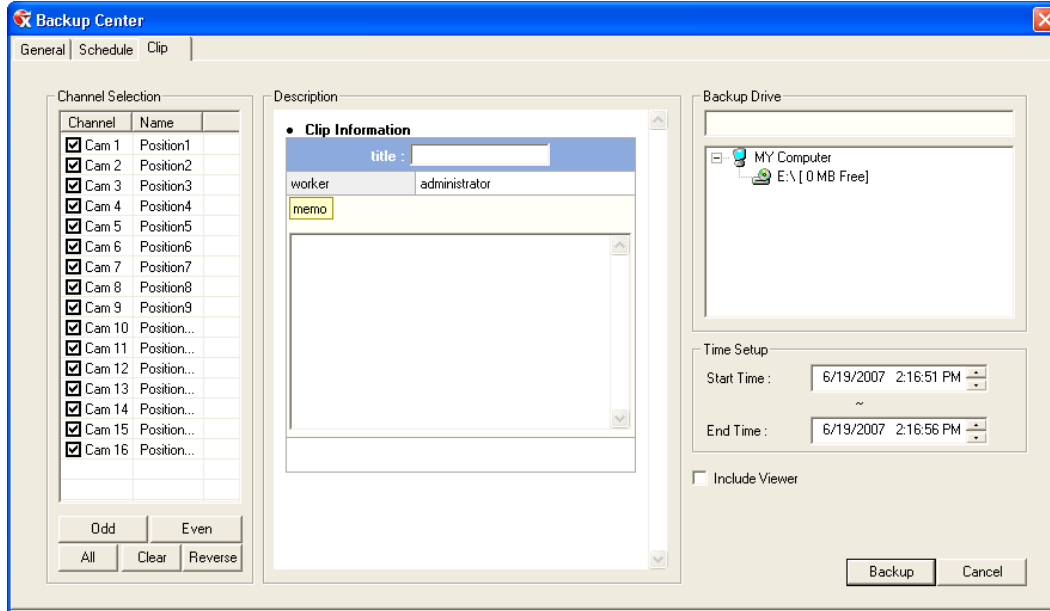 Backup Center
General Schedule Clip
Channel Selection
Channel Name
Cam 1 Position1
Cam 2 Position2
Cam 3 Position3
Cam 4 Position4
Cam 5 Position5
Cam 6 Position6
Cam 7 Position7
Cam 8 Position8
Cam 9 Position9
Cam 10 Position...
Cam 11 Position...
Cam 12 Position...
Cam 13 Position...
Cam 14 Position...
Cam 15 Position...
Cam 16 Position...
Odd Even
All Clear Reverse
Description
• Clip Information
title :
worker administrator
memo
Backup Drive
MY Computer
E:\ [ 0 MB Free]
Time Setup
Start Time : 6/19/2007 2:16:51 PM
~
End Time : 6/19/2007 2:16:56 PM
Include Viewer
Backup Cancel